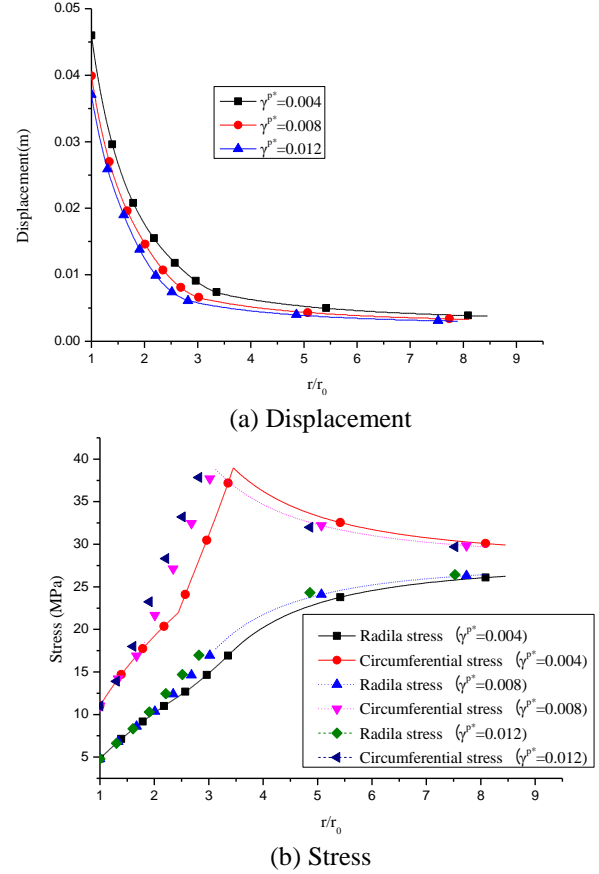 0.05
0.04
0.03
0.02
0.01
0.00
Displacement(m)
γᵖ*=0.004
γᵖ*=0.008
γᵖ*=0.012
1 2 3 4 5 6 7 8 9
r/r₀
(a) Displacement
40
35
30
25
20
15
10
5
Stress (MPa)
Radila stress (γᵖ*=0.004)
Circumferential stress (γᵖ*=0.004)
Radila stress (γᵖ*=0.008)
Circumferential stress (γᵖ*=0.008)
Radila stress (γᵖ*=0.012)
Circumferential stress (γᵖ*=0.012)
1 2 3 4 5 6 7 8 9
r/r₀
(b) Stress